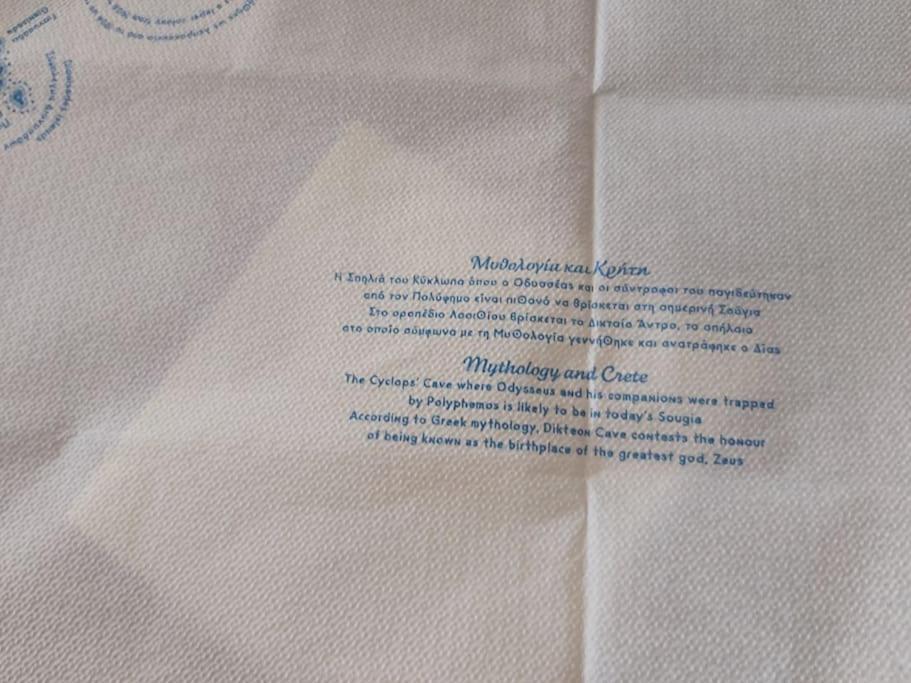 Μυθολογία και Κρήτη
Η Σπηλιά του Κύκλωπα όπου ο Οδυσσέας και οι σύντροφοι του παγιδεύτηκαν
από τον Πολύφημο είναι πιθανό να βρίσκεται στη σημερινή Σούγια
Στο οροπέδιο Λασιθίου βρίσκεται το Δικταίο Άντρο, το σπήλαιο
στο οποίο σύμφωνα με τη Μυθολογία γεννήθηκε και ανατράφηκε ο Δίας
Mythology and Crete
The Cyclops' Cave where Odysseus and his companions were trapped
by Polyphemos is likely to be in today's Sougia
According to Greek mythology, Dikteon Cave contests the honour
of being known as the birthplace of the greatest god, Zeus